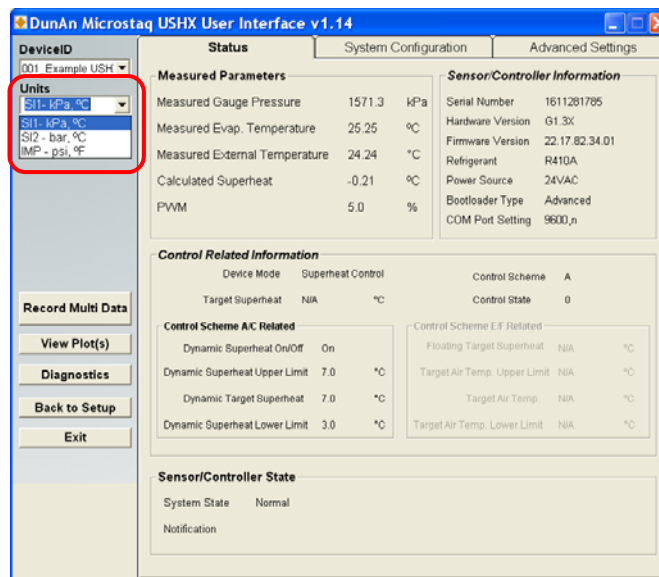 DunAn Microstaq USHX User Interface v1.14
DeviceID
001 Example USH
Units
SI1- kPa, ºC
SI1- kPa, ºC
SI2 - bar, ºC
IMP - psi, ºF
Record Multi Data
View Plot(s)
Diagnostics
Back to Setup
Exit
Status
System Configuration
Advanced Settings
Measured Parameters
Measured Gauge Pressure 1571.3 kPa
Measured Evap. Temperature 25.25 ºC
Measured External Temperature 24.24 °C
Calculated Superheat -0.21 ºC
PWM 5.0 %
Sensor/Controller Information
Serial Number 1611281785
Hardware Version G1.3X
Firmware Version 22.17.82.34.01
Refrigerant R410A
Power Source 24VAC
Bootloader Type Advanced
COM Port Setting 9600,n
Control Related Information
Device Mode Superheat Control
Control Scheme A
Target Superheat N/A ºC
Control State 0
Control Scheme A/C Related
Dynamic Superheat On/Off On
Dynamic Superheat Upper Limit 7.0 °C
Dynamic Target Superheat 7.0 °C
Dynamic Superheat Lower Limit 3.0 °C
Control Scheme E/F Related
Floating Target Superheat N/A °C
Target Air Temp. Upper Limit N/A °C
Target Air Temp. N/A °C
Target Air Temp. Lower Limit N/A °C
Sensor/Controller State
System State Normal
Notification